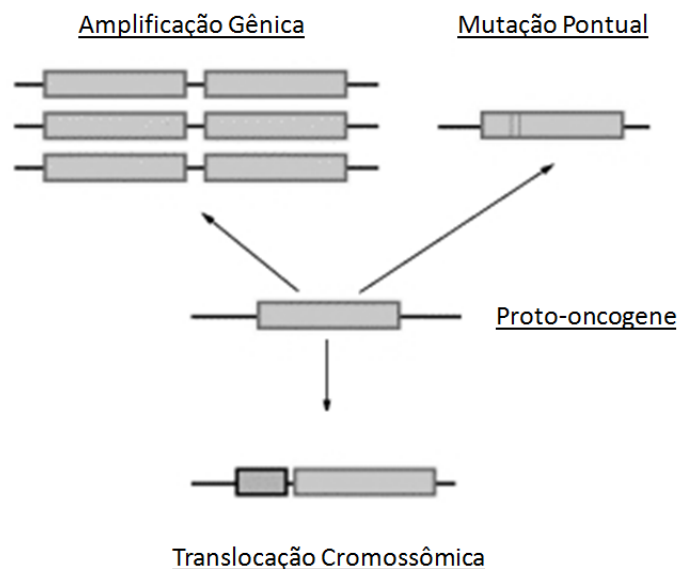 Amplificação Gênica
Mutação Pontual
Proto-oncogene
Translocação Cromossômica